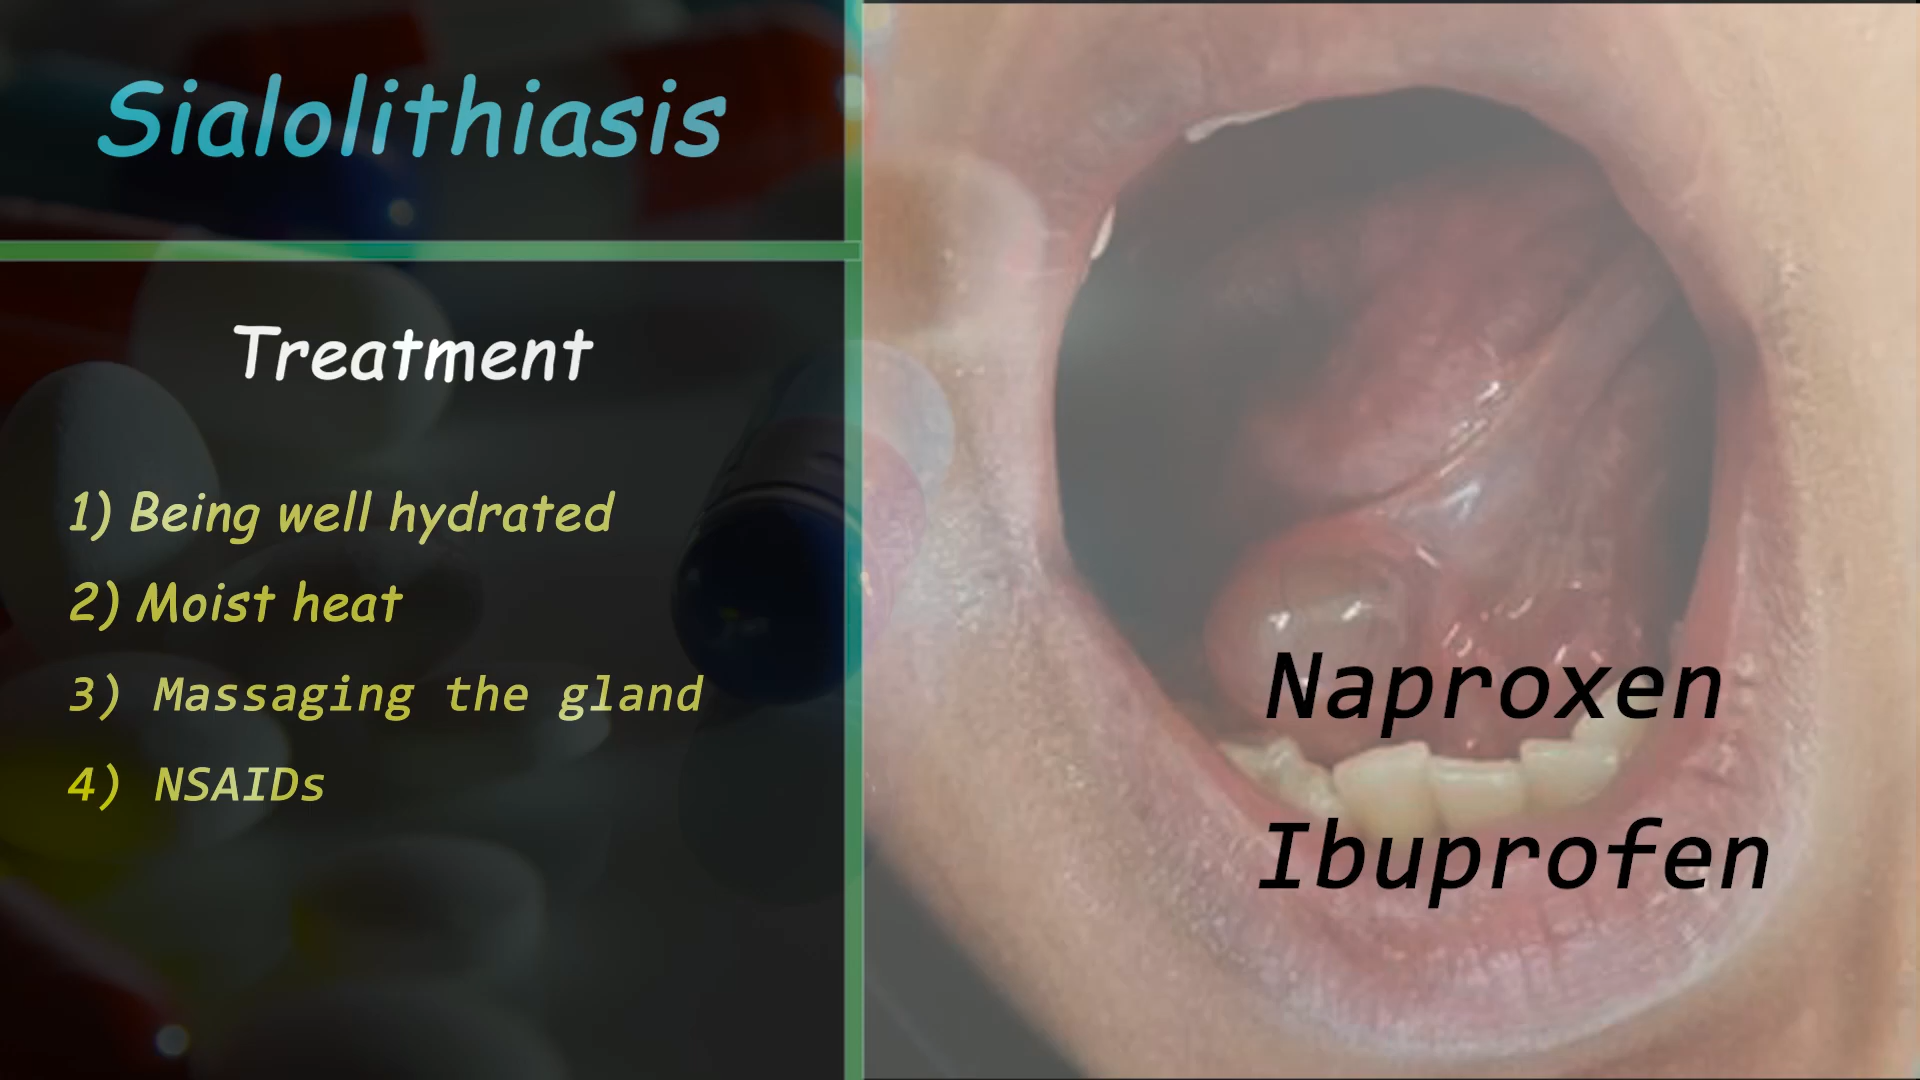 Sialolithiasis
Treatment
1) Being well hydrated
2) Moist heat
3) Massaging the gland
4) NSAIDs
Naproxen
Ibuprofen